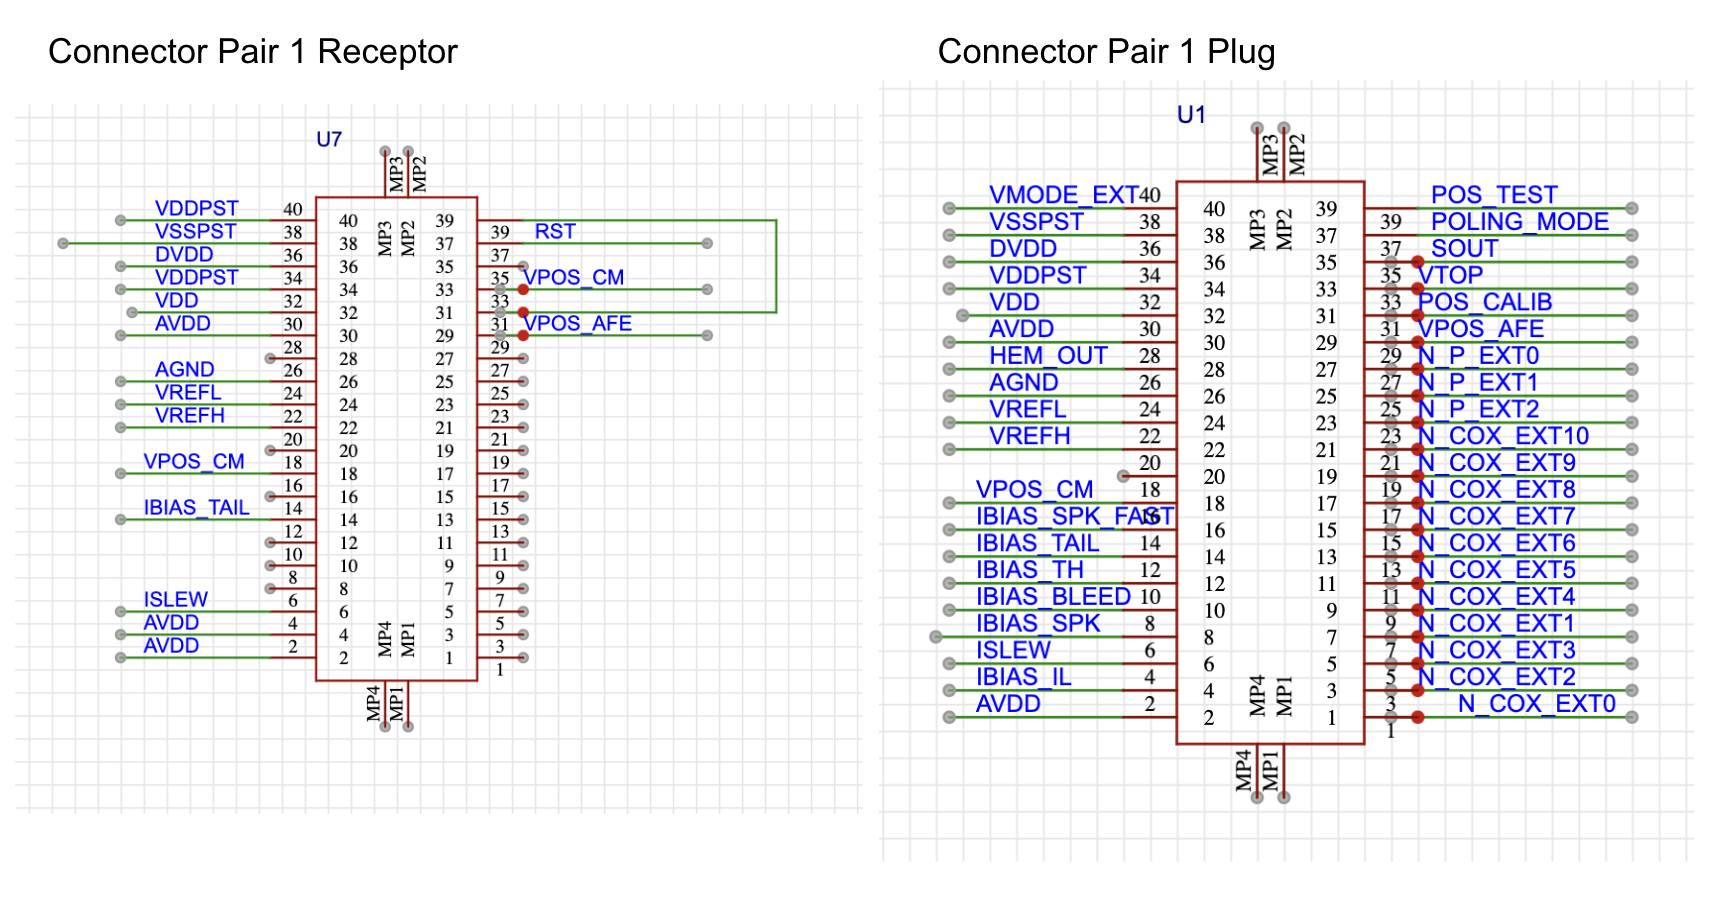 Connector Pair 1 Receptor
U7
MP3 MP2
VDDPST 40 40 39 39
VSSPST 38 38 37 37 RST
DVDD 36 36 35 35
VDDPST 34 34 33 33 VPOS_CM
VDD 32 32 31 31
AVDD 30 30 29 29 VPOS_AFE
28 28 27 27
AGND 26 26 25 25
VREFL 24 24 23 23
VREFH 22 22 21 21
20 20 19 19
VPOS_CM 18 18 17 17
16 16 15 15
IBIAS_TAIL 14 14 13 13
12 12 11 11
10 10 9 9
8 8 7 7
ISLEW 6 6 5 5
AVDD 4 4 3 3
AVDD 2 2 1 1
MP3 MP2
MP4 MP1
MP4 MP1
Connector Pair 1 Plug
U1
MP3 MP2
VMODE_EXT 40 40 39 39 POS_TEST
VSSPST 38 38 37 37 POLING_MODE
DVDD 36 36 35 35 SOUT
VDDPST 34 34 33 33 VTOP
VDD 32 32 31 31 POS_CALIB
AVDD 30 30 29 29 VPOS_AFE
HEM_OUT 28 28 27 27 N_P_EXT0
AGND 26 26 25 25 N_P_EXT1
VREFL 24 24 23 23 N_P_EXT2
VREFH 22 22 21 21 N_COX_EXT10
20 20 19 19 N_COX_EXT9
VPOS_CM 18 18 17 17 N_COX_EXT8
IBIAS_SPK_FAST 16 16 15 15 N_COX_EXT7
IBIAS_TAIL 14 14 13 13 N_COX_EXT6
IBIAS_TH 12 12 11 11 N_COX_EXT5
IBIAS_BLEED 10 10 9 9 N_COX_EXT4
IBIAS_SPK 8 8 7 7 N_COX_EXT1
ISLEW 6 6 5 5 N_COX_EXT3
IBIAS_IL 4 4 3 3 N_COX_EXT2
AVDD 2 2 1 1 N_COX_EXT0
MP3 MP2
MP4 MP1
MP4 MP1